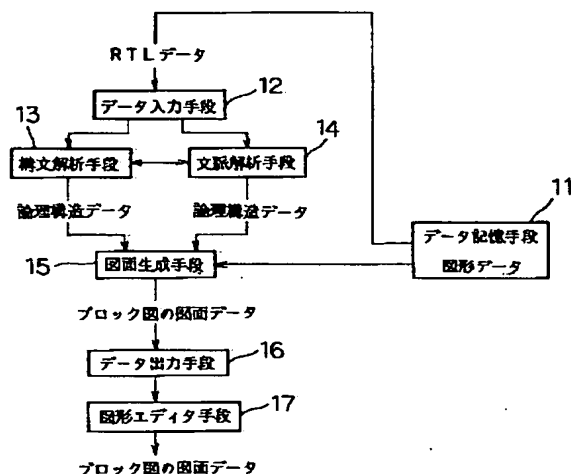 RTLデータ
12
データ入力手段
13
14
構文解析手段
文脈解析手段
論理構造データ
論理構造データ
11
データ記憶手段
図形データ
15
図面生成手段
ブロック図の図面データ
16
データ出力手段
17
図形エディタ手段
ブロック図の図面データ